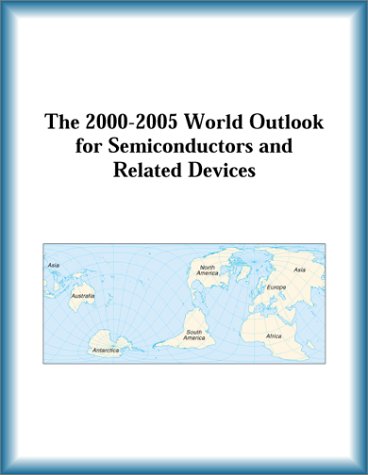 The 2000-2005 World Outlook
for Semiconductors and
Related Devices
Asia
Australia
Antarctica
North
America
South
America
Asia
Europe
Africa